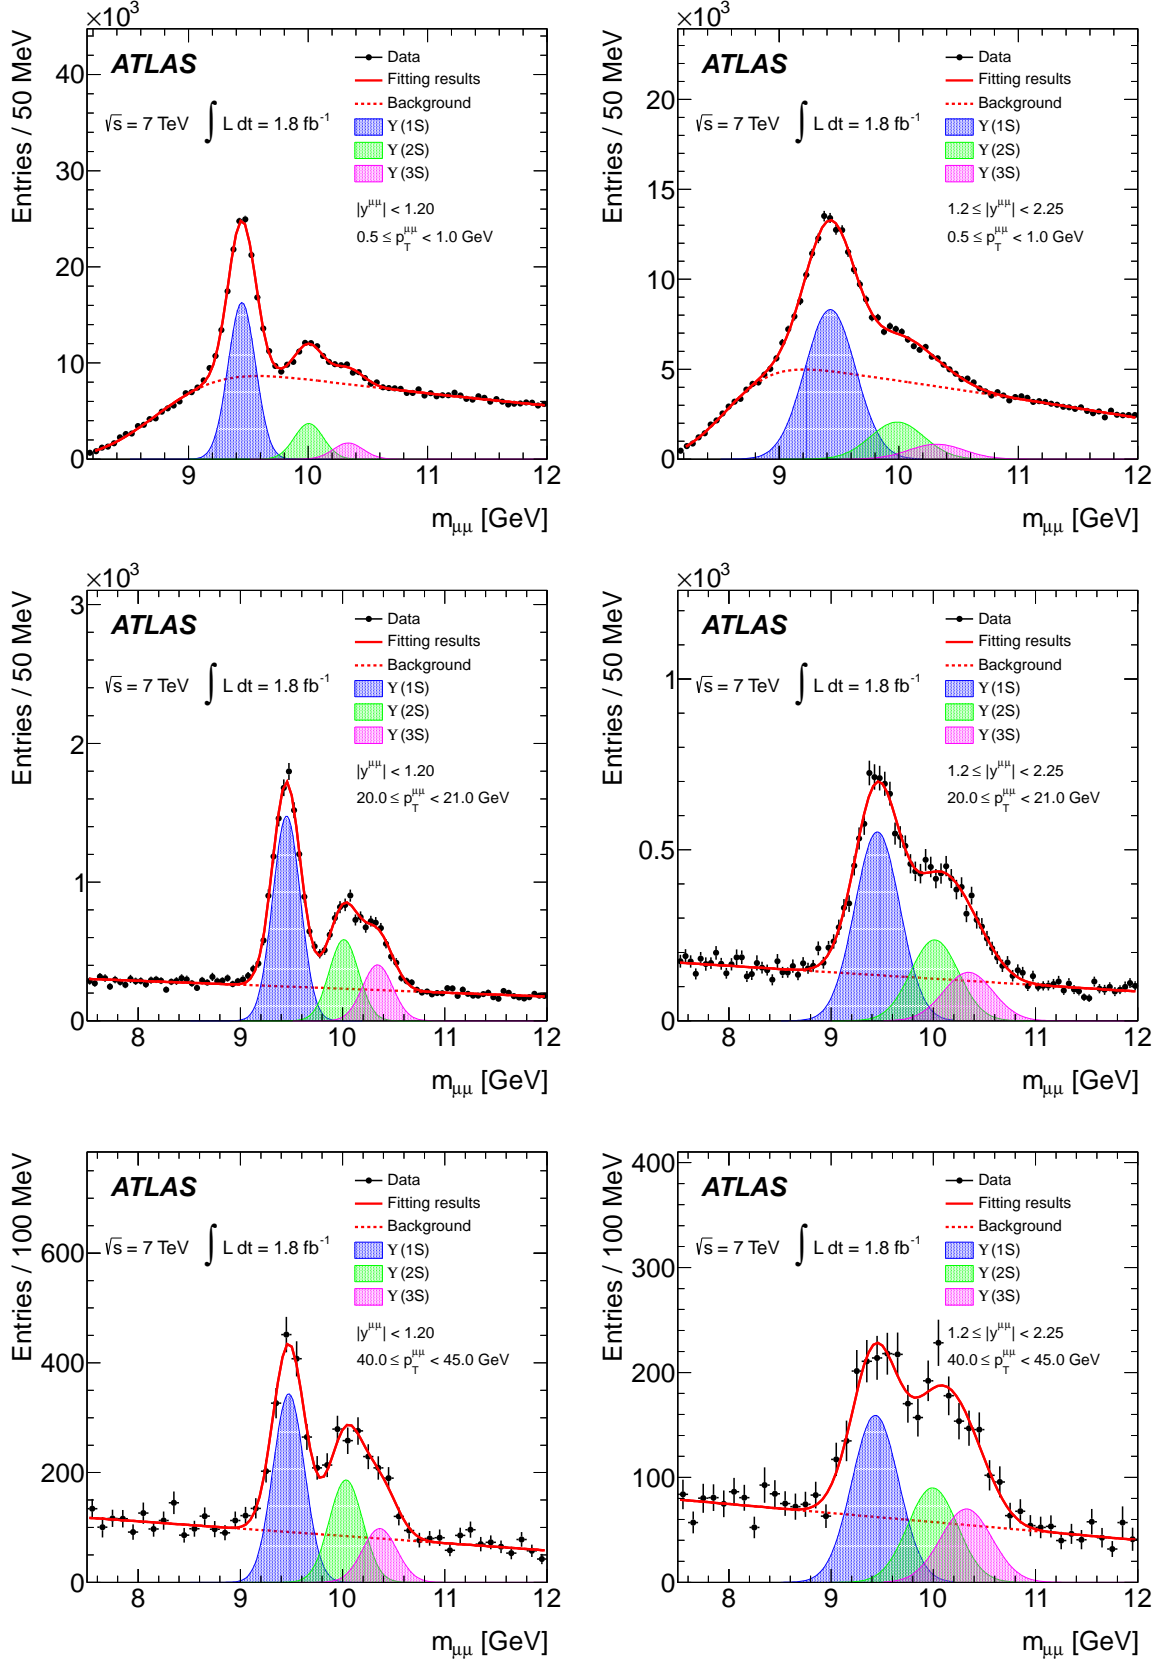 ×10³
Entries / 50 MeV
40
30
20
10
0
ATLAS
√s = 7 TeV ∫ L dt = 1.8 fb⁻¹
Data
Fitting results
Background
ϒ(1S)
ϒ(2S)
ϒ(3S)
|y^μμ| < 1.20
0.5 ≤ p_T^μμ < 1.0 GeV
9 10 11 12
m_μμ [GeV]
×10³
Entries / 50 MeV
20
15
10
5
0
ATLAS
√s = 7 TeV ∫ L dt = 1.8 fb⁻¹
Data
Fitting results
Background
ϒ(1S)
ϒ(2S)
ϒ(3S)
1.2 ≤ |y^μμ| < 2.25
0.5 ≤ p_T^μμ < 1.0 GeV
9 10 11 12
m_μμ [GeV]
×10³
Entries / 50 MeV
3
2
1
0
ATLAS
√s = 7 TeV ∫ L dt = 1.8 fb⁻¹
Data
Fitting results
Background
ϒ(1S)
ϒ(2S)
ϒ(3S)
|y^μμ| < 1.20
20.0 ≤ p_T^μμ < 21.0 GeV
8 9 10 11 12
m_μμ [GeV]
×10³
Entries / 50 MeV
1
0.5
0
ATLAS
√s = 7 TeV ∫ L dt = 1.8 fb⁻¹
Data
Fitting results
Background
ϒ(1S)
ϒ(2S)
ϒ(3S)
1.2 ≤ |y^μμ| < 2.25
20.0 ≤ p_T^μμ < 21.0 GeV
8 9 10 11 12
m_μμ [GeV]
Entries / 100 MeV
600
400
200
0
ATLAS
√s = 7 TeV ∫ L dt = 1.8 fb⁻¹
Data
Fitting results
Background
ϒ(1S)
ϒ(2S)
ϒ(3S)
|y^μμ| < 1.20
40.0 ≤ p_T^μμ < 45.0 GeV
8 9 10 11 12
m_μμ [GeV]
Entries / 100 MeV
400
300
200
100
0
ATLAS
√s = 7 TeV ∫ L dt = 1.8 fb⁻¹
Data
Fitting results
Background
ϒ(1S)
ϒ(2S)
ϒ(3S)
1.2 ≤ |y^μμ| < 2.25
40.0 ≤ p_T^μμ < 45.0 GeV
8 9 10 11 12
m_μμ [GeV]